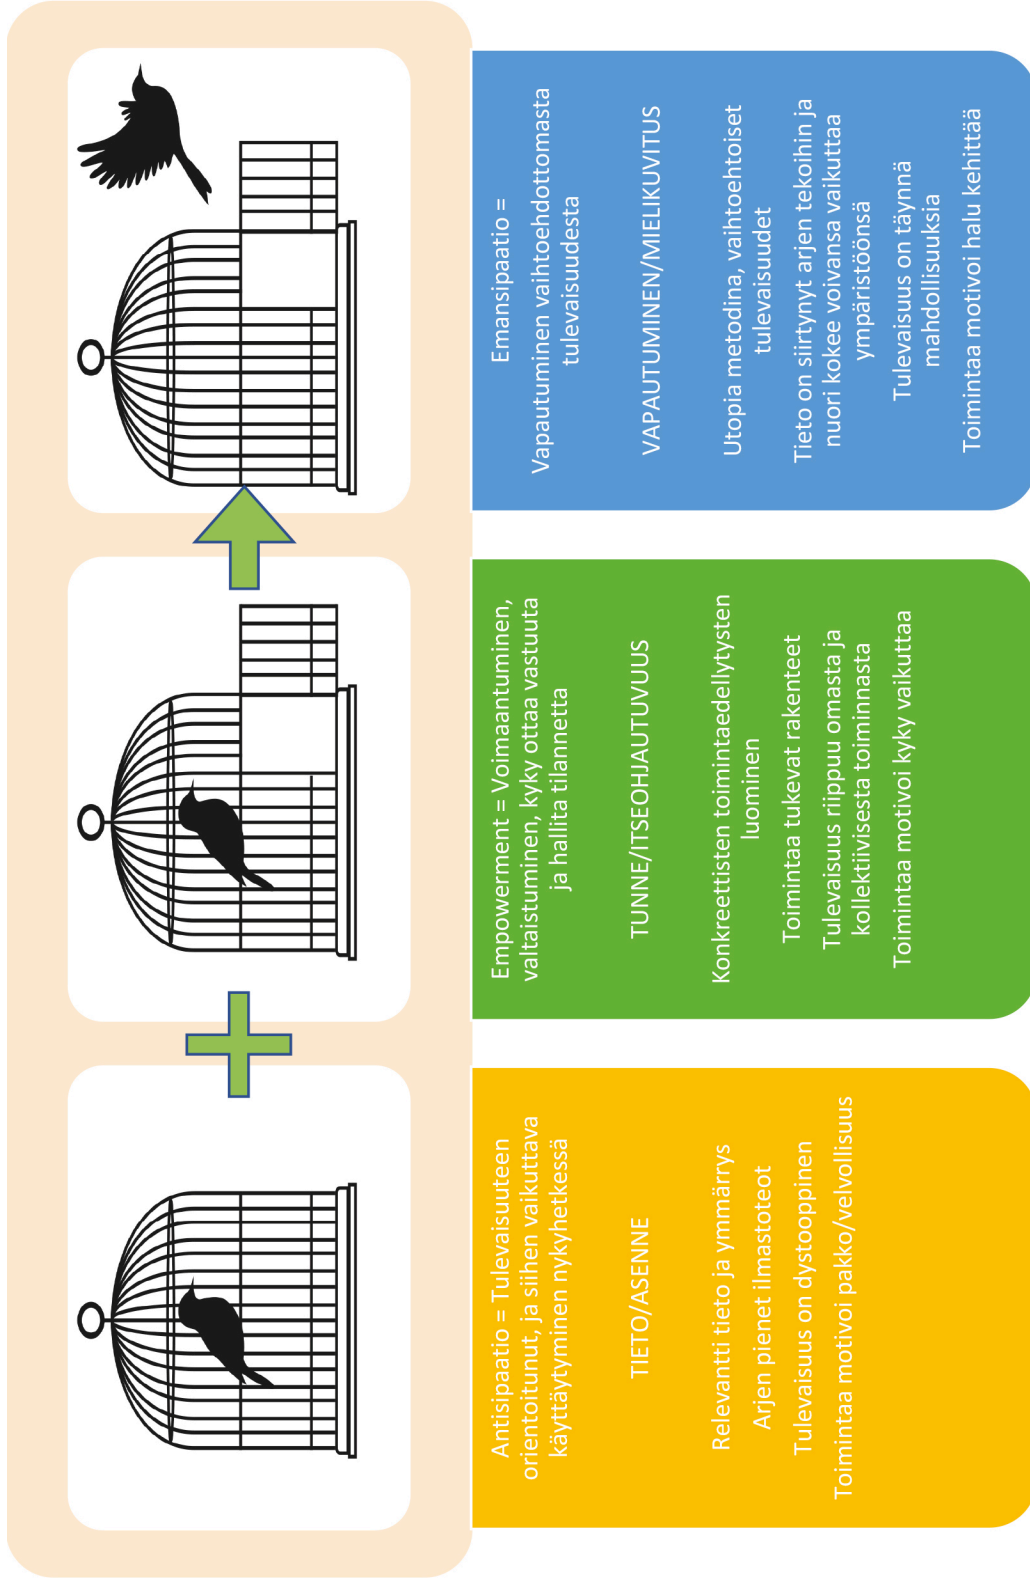 Antisipaatio = Tulevaisuuteen
orientoitunut, ja siihen vaikuttava
käyttäytyminen nykyhetkessä
TIETO/ASENNE
Relevantti tieto ja ymmärrys
Arjen pienet ilmastoteot
Tulevaisuus on dystooppinen
Toimintaa motivoi pakko/velvollisuus
Empowerment = Voimaantuminen,
valtaistuminen, kyky ottaa vastuuta
ja hallita tilannetta
TUNNE/ITSEOHJAUTUVUUS
Konkreettisten toimintaedellytysten
luominen
Toimintaa tukevat rakenteet
Tulevaisuus riippuu omasta ja
kollektiivisesta toiminnasta
Toimintaa motivoi kyky vaikuttaa
Emansipaatio =
Vapautuminen vaihtoehdottomasta
tulevaisuudesta
VAPAUTUMINEN/MIELIKUVITUS
Utopia metodina, vaihtoehtoiset
tulevaisuudet
Tieto on siirtynyt arjen tekoihin ja
nuori kokee voivansa vaikuttaa
ympäristöönsä
Tulevaisuus on täynnä
mahdollisuuksia
Toimintaa motivoi halu kehittää